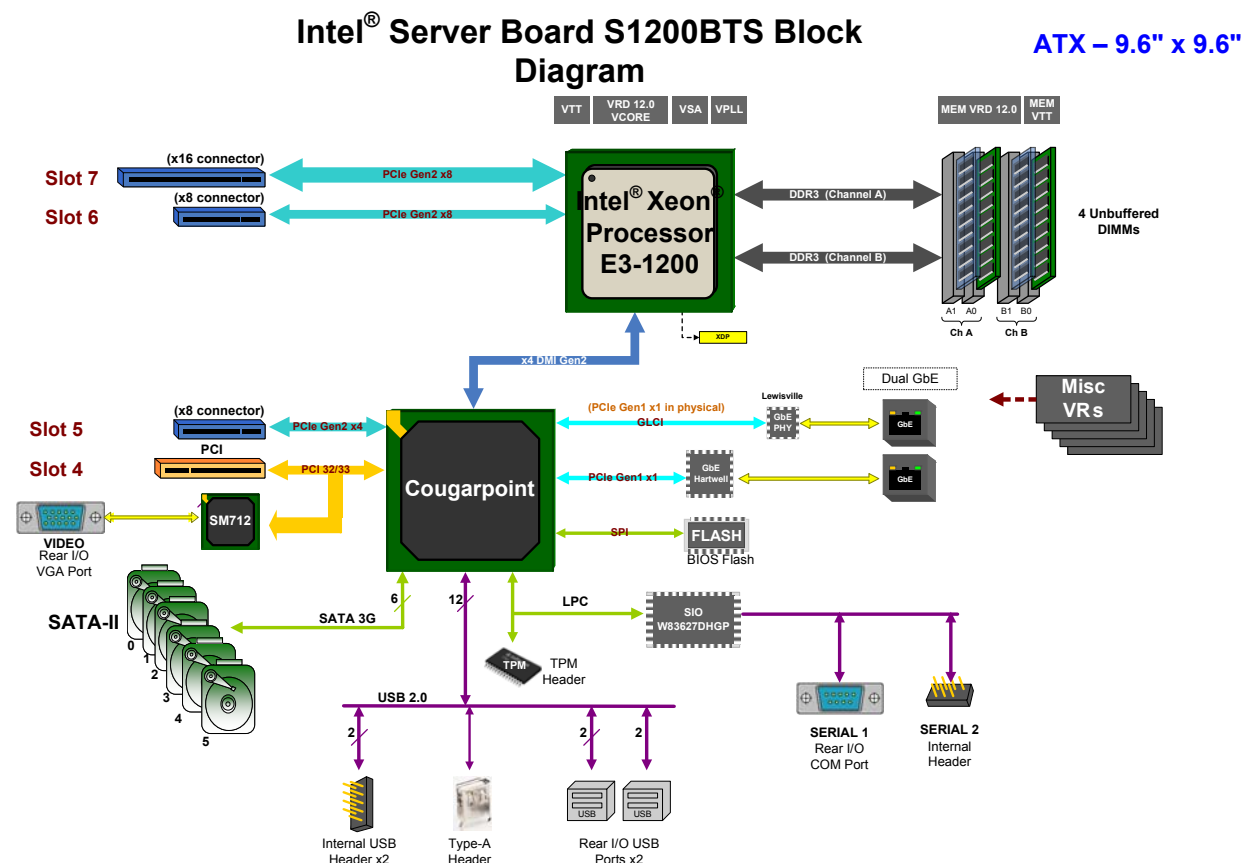 Intel® Server Board S1200BTS Block
Diagram
ATX – 9.6" x 9.6"
VTT
VRD 12.0
VCORE
VSA
VPLL
MEM VRD 12.0
MEM
VTT
(x16 connector)
Slot 7
PCIe Gen2 x8
(x8 connector)
Slot 6
PCIe Gen2 x8
Intel® Xeon®
Processor
E3-1200
DDR3 (Channel A)
DDR3 (Channel B)
4 Unbuffered
DIMMs
A1
A0
B1
B0
Ch A
Ch B
XDP
x4 DMI Gen2
Dual GbE
Misc
VRs
(x8 connector)
Slot 5
PCIe Gen2 x4
PCI
Slot 4
PCI 32/33
Cougarpoint
(PCIe Gen1 x1 in physical)
GLCI
Lewisville
GbE
PHY
GbE
PCIe Gen1 x1
GbE
Hartwell
GbE
SM712
VIDEO
Rear I/O
VGA Port
SPI
FLASH
BIOS Flash
SATA-II
0
1
2
3
4
5
SATA 3G
6
12
LPC
SIO
W83627DHGP
TPM
TPM
Header
USB 2.0
SERIAL 1
Rear I/O
COM Port
SERIAL 2
Internal
Header
2
2
2
USB
USB
Internal USB
Header x2
Type-A
Header
Rear I/O USB
Ports x2